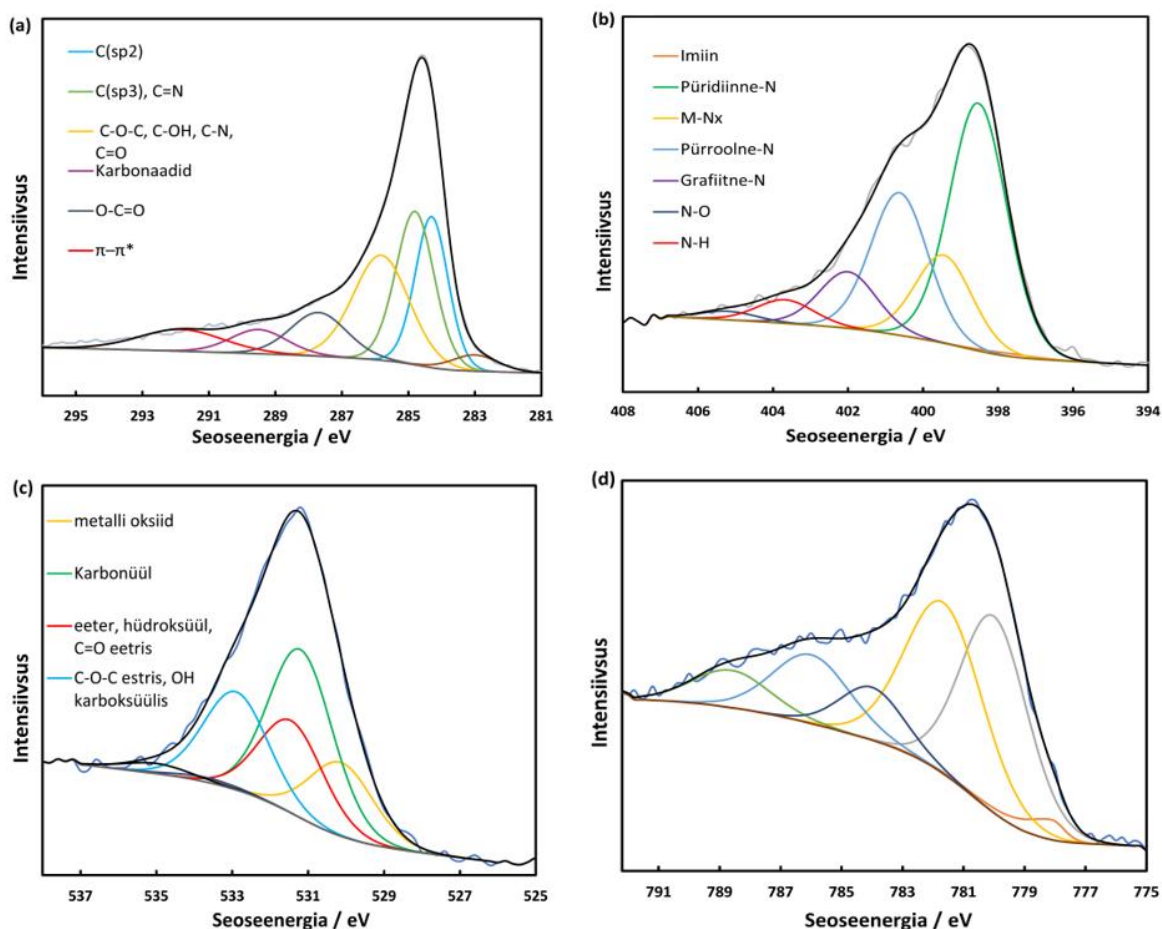 (a)
C(sp2)
C(sp3), C=N
C-O-C, C-OH, C-N,
C=O
Karbonaadid
O-C=O
π–π*
Intensiivsus
295 293 291 289 287 285 283 281
Seoseenergia / eV
(b)
Imiin
Püridiinne-N
M-Nx
Pürroolne-N
Grafiitne-N
N-O
N-H
Intensiivsus
408 406 404 402 400 398 396 394
Seoseenergia / eV
(c)
metalli oksiid
Karbonüül
eeter, hüdroksüül,
C=O eetris
C-O-C estris, OH
karboksüülis
Intensiivsus
537 535 533 531 529 527 525
Seoseenergia / eV
(d)
Intensiivsus
791 789 787 785 783 781 779 777 775
Seoseenergia / eV